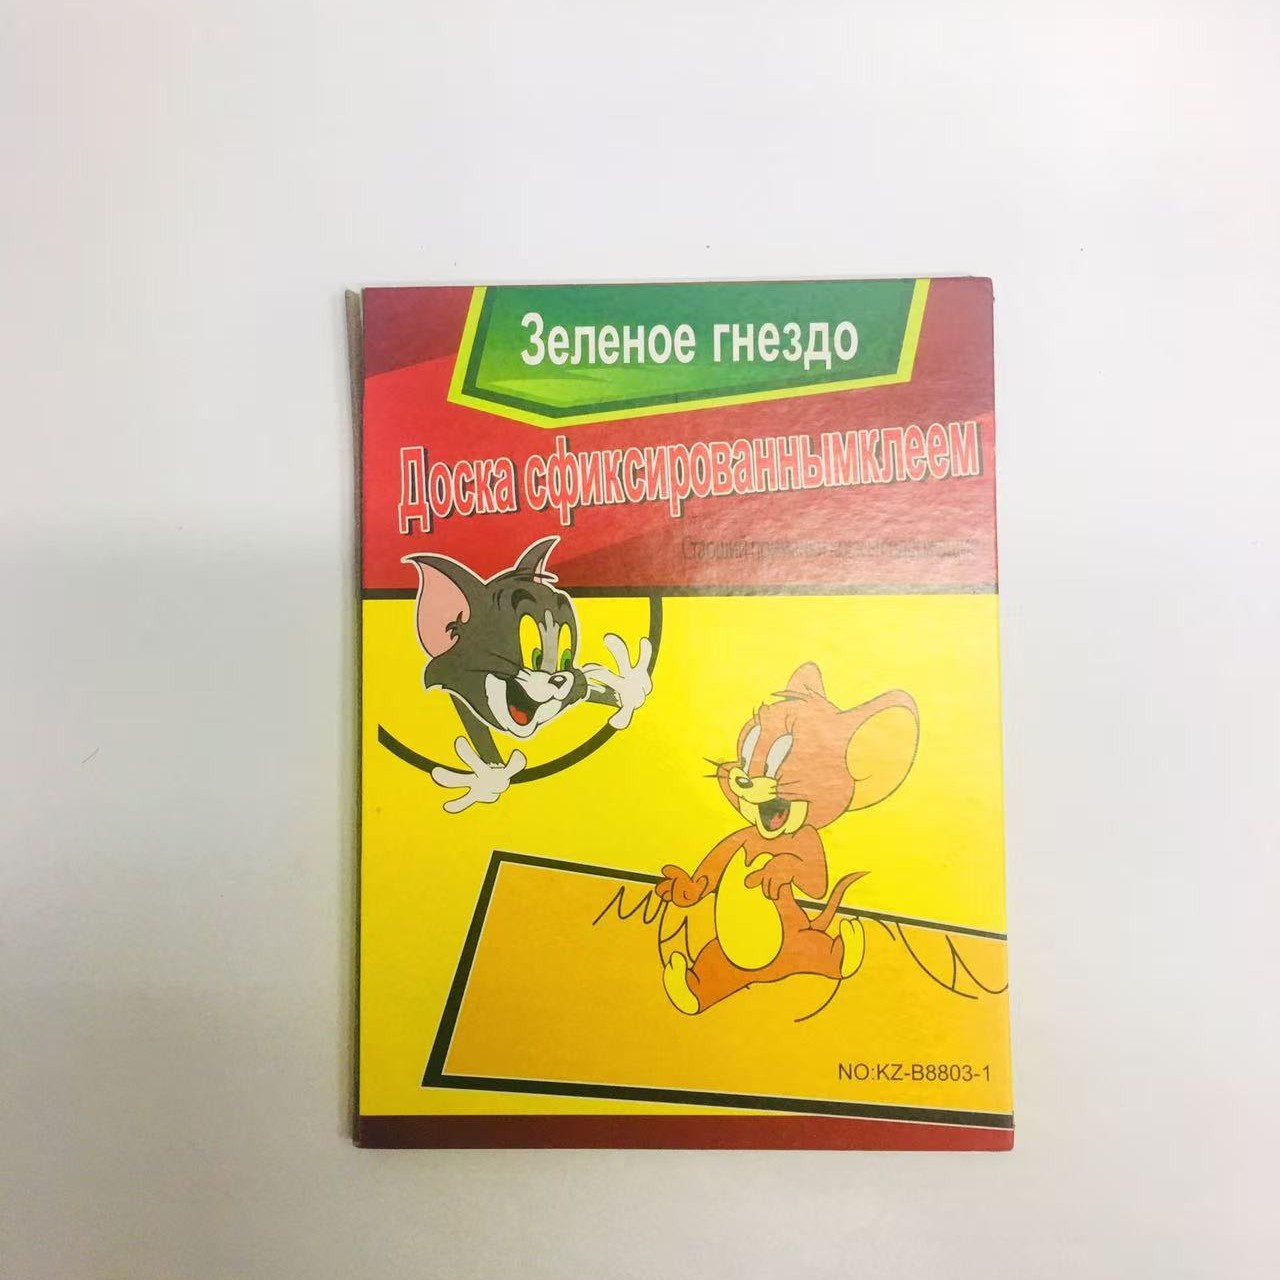 Зеленое гнездо
Доска сфиксированнымклеем
NO:KZ-B8803-1